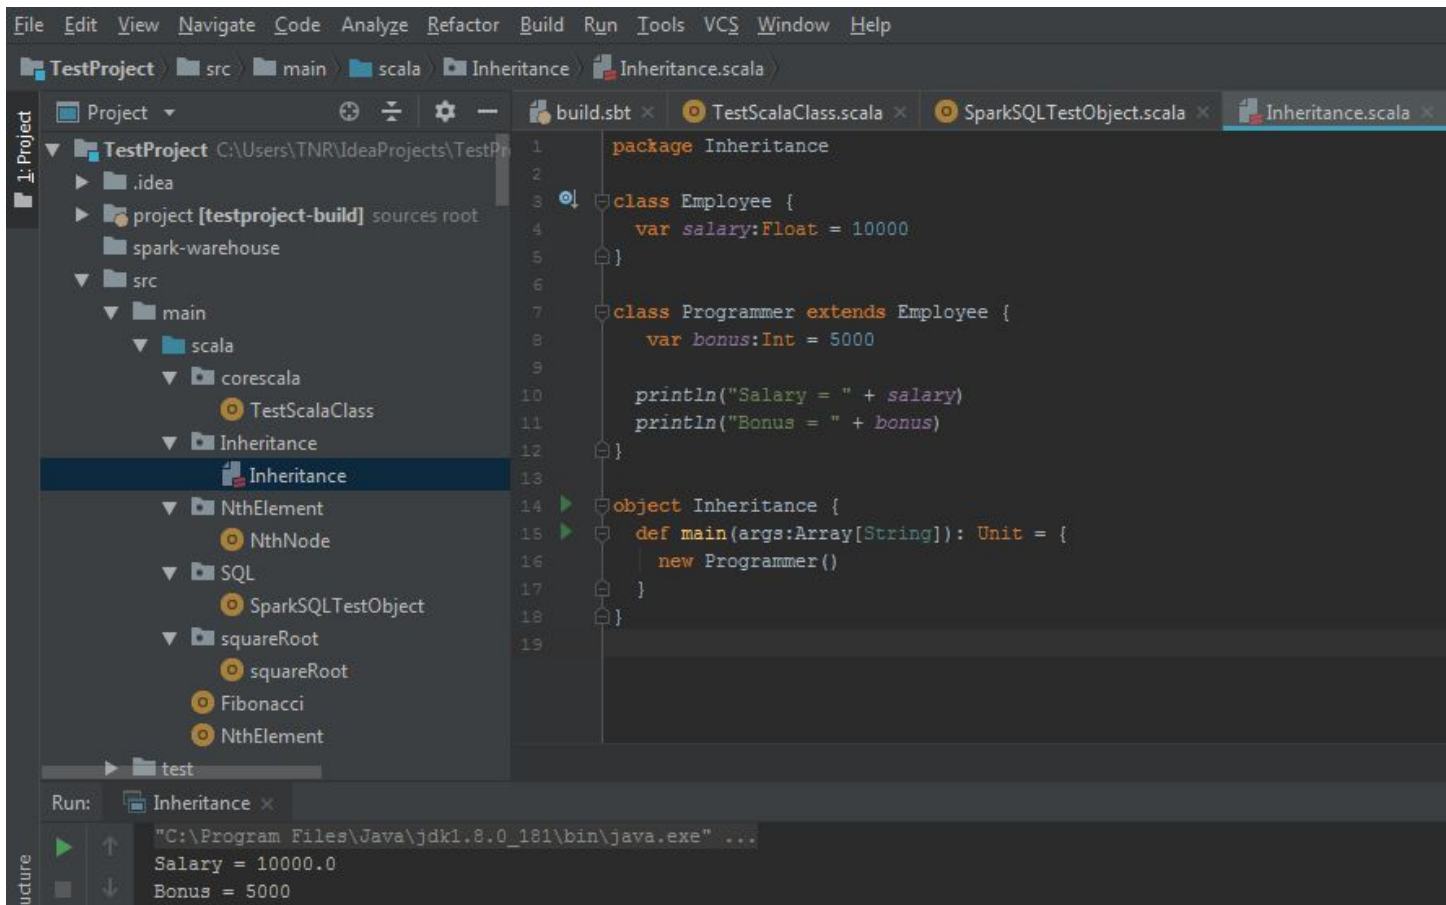 File Edit View Navigate Code Analyze Refactor Build Run Tools VCS Window Help
TestProject src main scala Inheritance Inheritance.scala
1: Project
Project
TestProject C:\Users\TNR\IdeaProjects\TestPr
.idea
project [testproject-build] sources root
spark-warehouse
src
main
scala
corescala
TestScalaClass
Inheritance
Inheritance
NthElement
NthNode
SQL
SparkSQLTestObject
squareRoot
squareRoot
Fibonacci
NthElement
test
build.sbt TestScalaClass.scala SparkSQLTestObject.scala Inheritance.scala
1 package Inheritance
2
3 class Employee {
4 var salary:Float = 10000
5 }
6
7 class Programmer extends Employee {
8 var bonus:Int = 5000
9
10 println("Salary = " + salary)
11 println("Bonus = " + bonus)
12 }
13
14 object Inheritance {
15 def main(args:Array[String]): Unit = {
16 new Programmer()
17 }
18 }
19
Run: Inheritance
"C:\Program Files\Java\jdk1.8.0_181\bin\java.exe" ...
Salary = 10000.0
Bonus = 5000
ucture